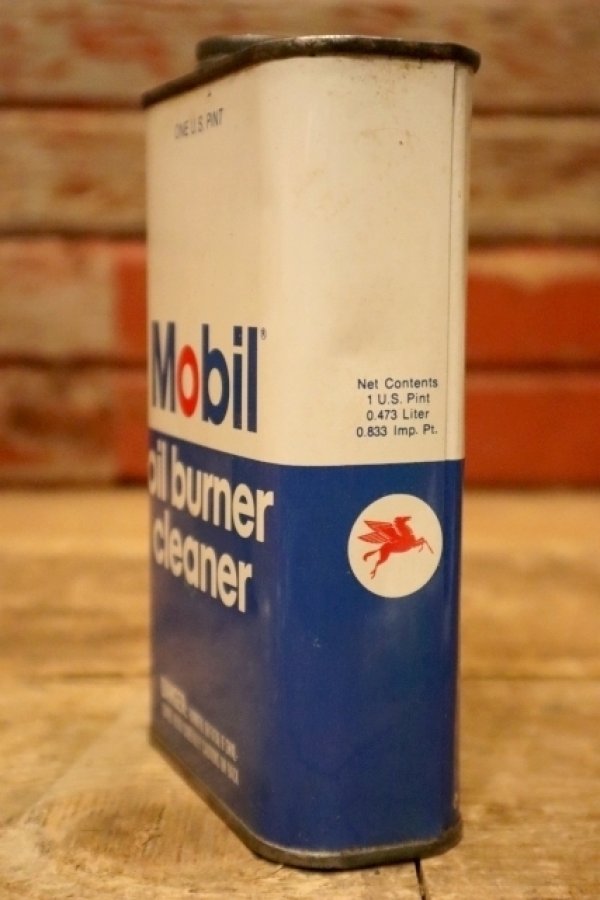 ONE U.S. PINT
Mobil®
oil burner
cleaner
Net Contents
1 U.S. Pint
0.473 Liter
0.833 Imp. Pt.